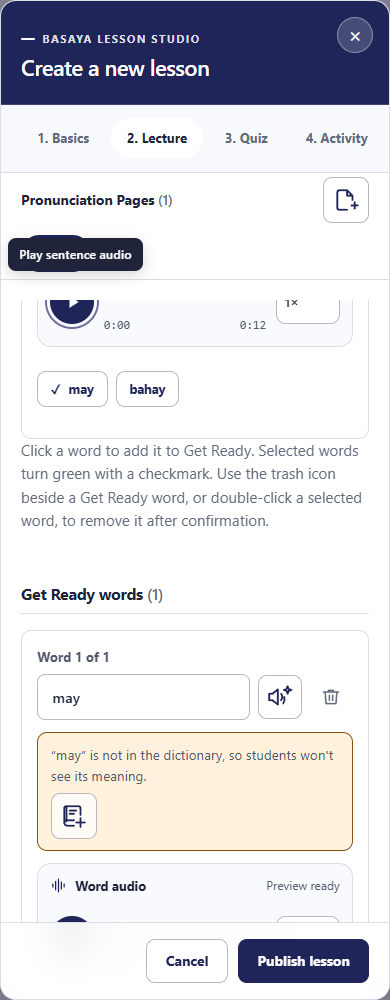 BASAYA LESSON STUDIO
Create a new lesson
1. Basics 2. Lecture 3. Quiz 4. Activity
Pronunciation Pages (1)
Play sentence audio
1×
0:00 0:12
✓ may bahay
Click a word to add it to Get Ready. Selected words
turn green with a checkmark. Use the trash icon
beside a Get Ready word, or double-click a selected
word, to remove it after confirmation.
Get Ready words (1)
Word 1 of 1
may
“may” is not in the dictionary, so students won't
see its meaning.
Word audio Preview ready
Cancel Publish lesson